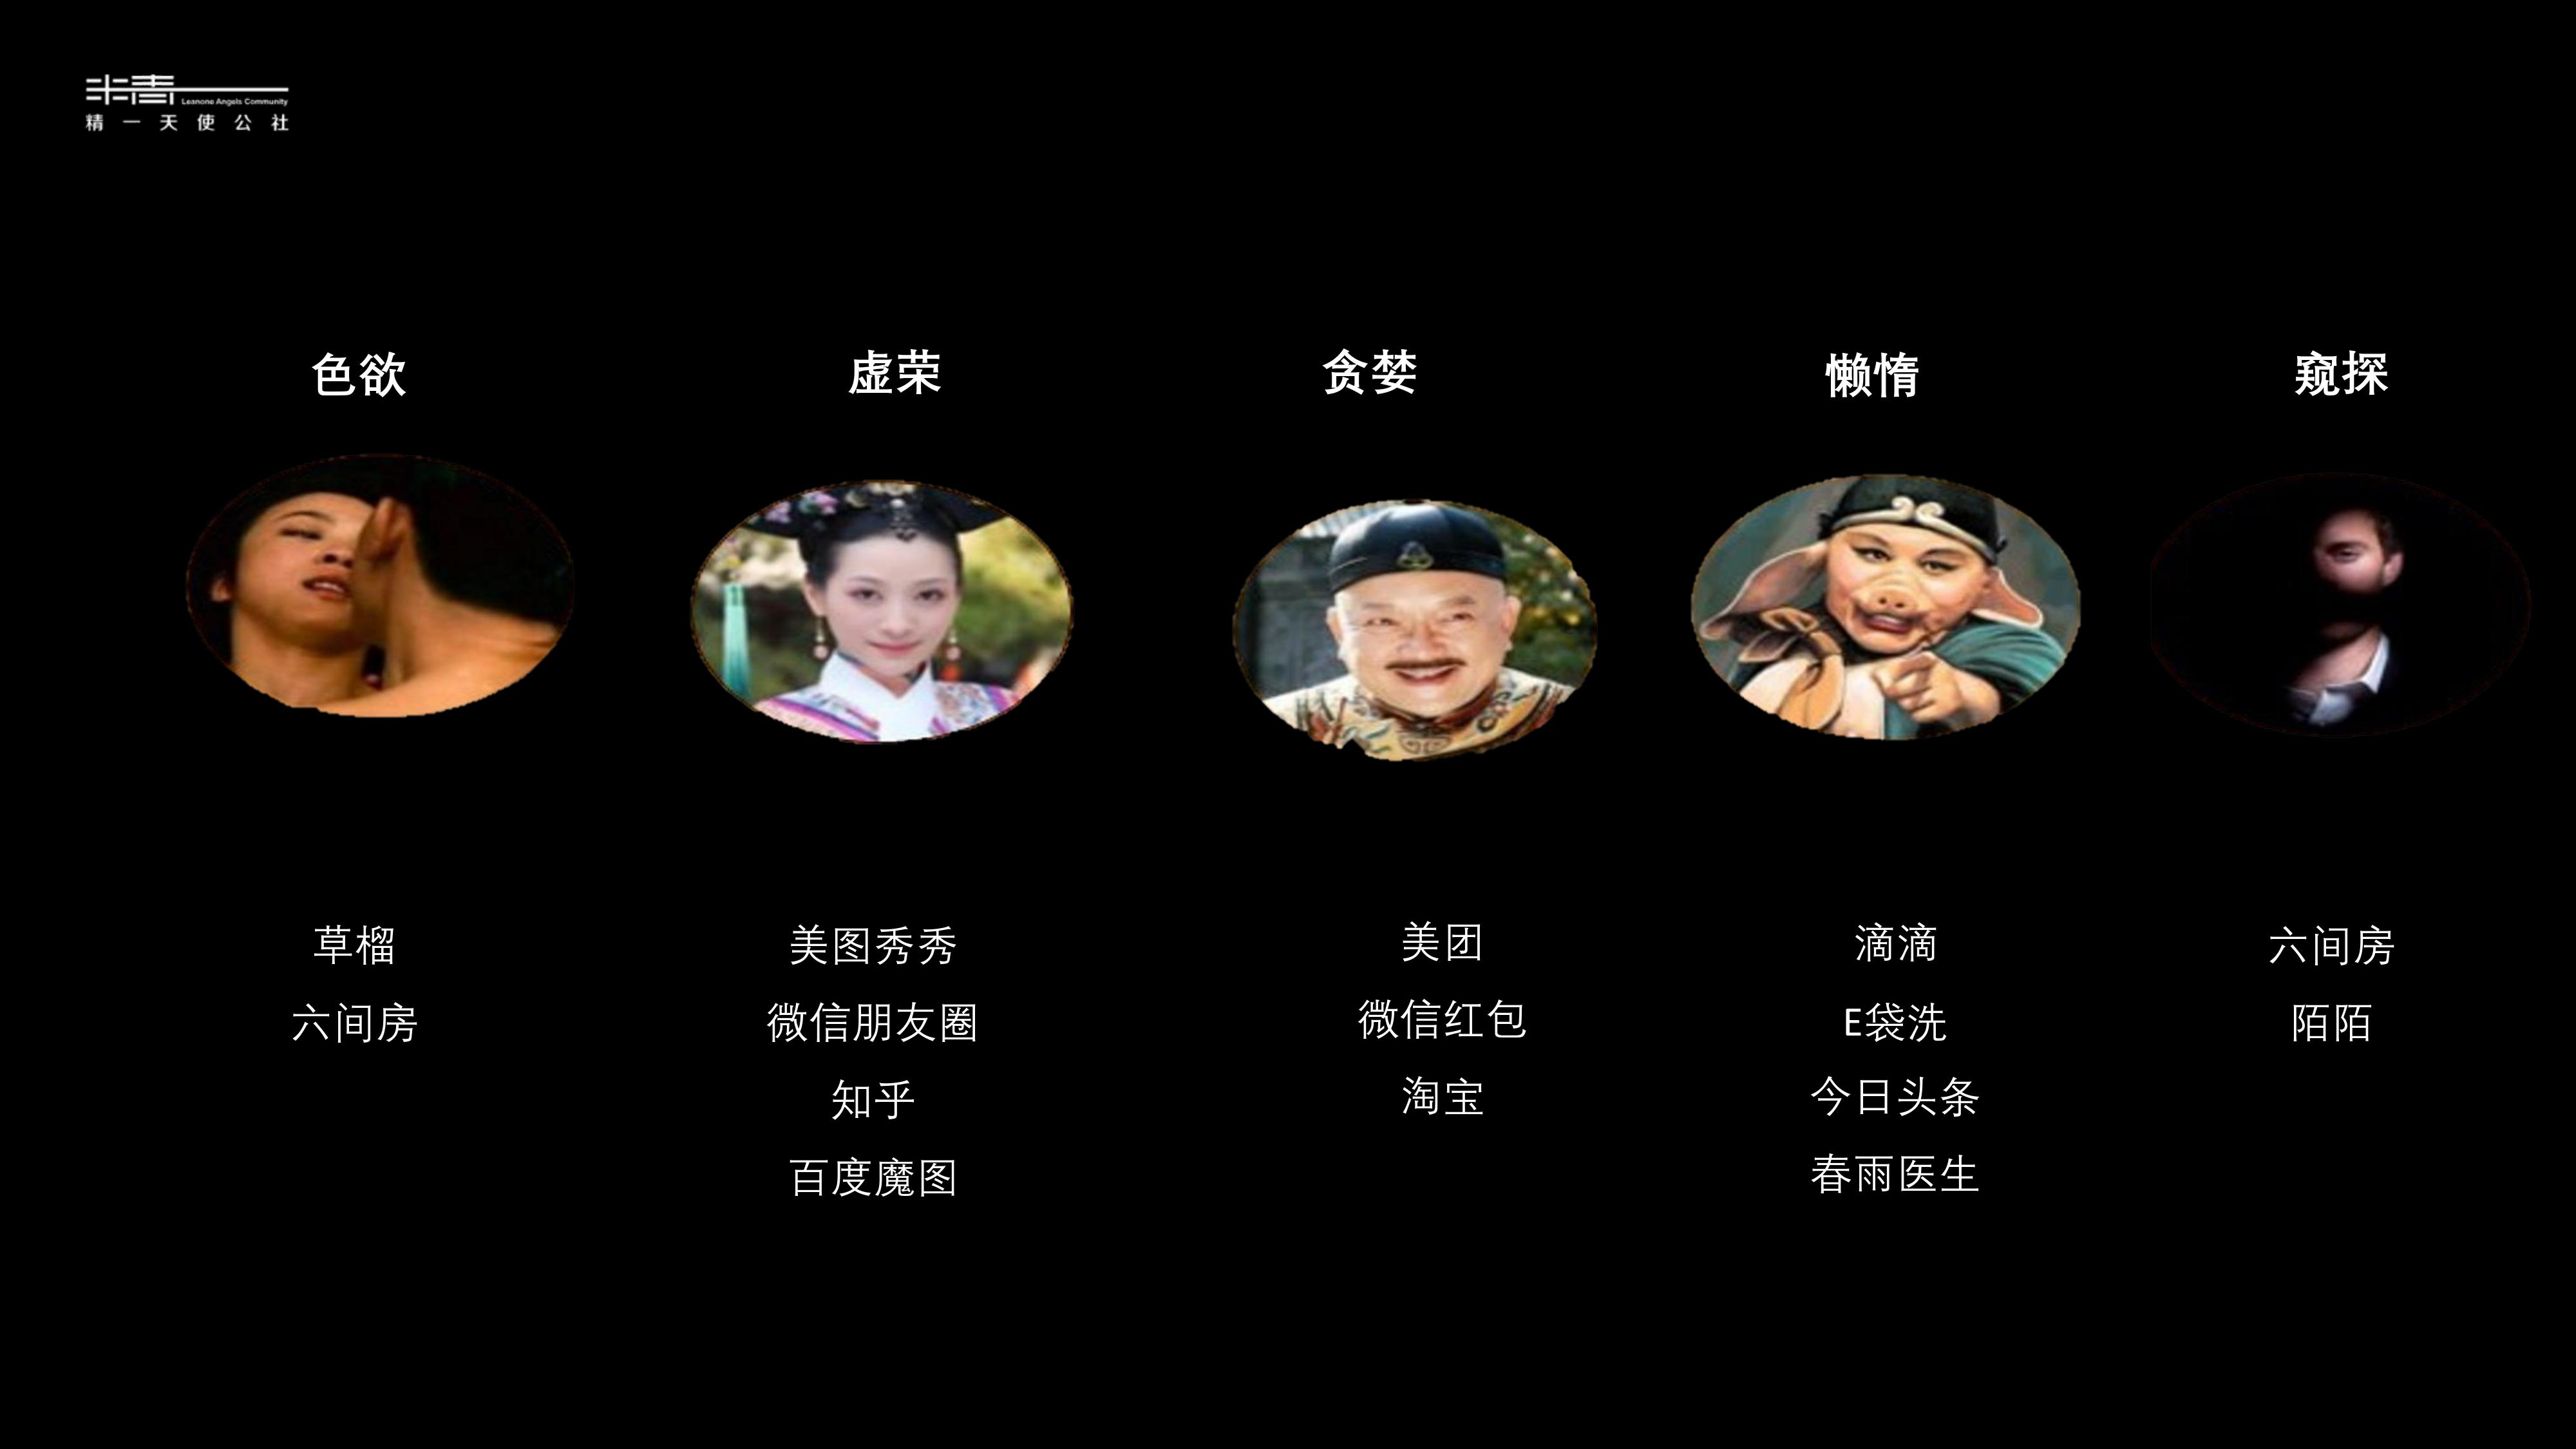 Leanone Angels Community
精一天使公社
色欲
虚荣
贪婪
懒惰
窥探
草榴
六间房
美图秀秀
微信朋友圈
知乎
百度魔图
美团
微信红包
淘宝
滴滴
E袋洗
今日头条
春雨医生
六间房
陌陌